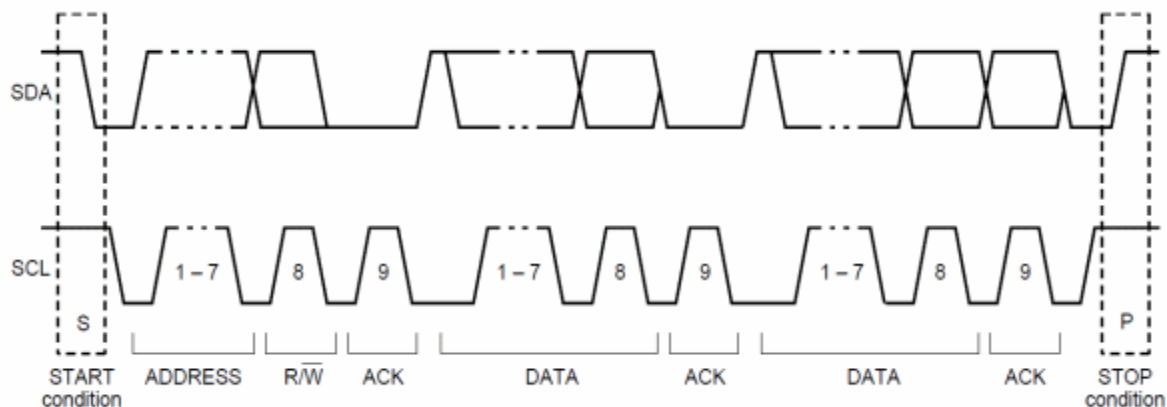 SDA
SCL
1 – 7 8 9 1 – 7 8 9 1 – 7 8 9
S P
START ADDRESS R/W̅ ACK DATA ACK DATA ACK STOP
condition condition